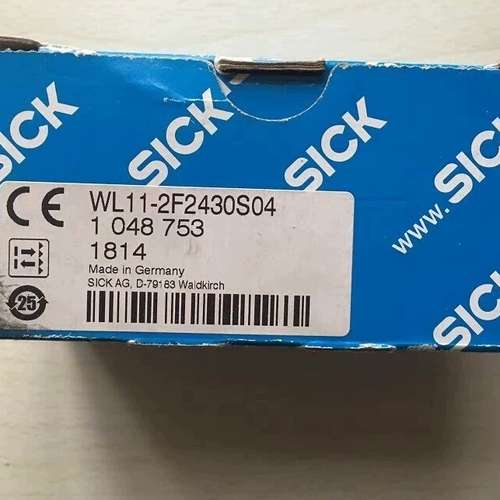 SICK
SICK
www.s
SICK
SICK
CE
WL11-2F2430S04
1 048 753
1814
Made in Germany
SICK AG, D-79183 Waldkirch
25